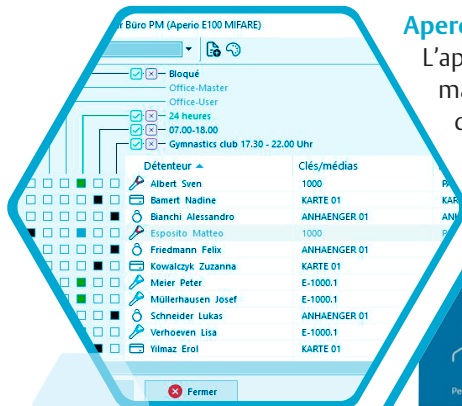 Büro PM (Aperio E100 MIFARE)
Bloqué
Office-Master
Office-User
24 heures
07.00-18.00
Gymnastics club 17.30 - 22.00 Uhr
Détenteur Clés/médias
Albert Sven 1000
Bamert Nadine KARTE 01
Bianchi Alessandro ANHAENGER 01
Esposito Matteo 1000
Friedmann Felix ANHAENGER 01
Kowalczyk Zuzanna KARTE 01
Meier Peter E-1000.1
Müllerhausen Josef E-1000.1
Schneider Lukas ANHAENGER 01
Verhoeven Lisa E-1000.1
Yilmaz Erol KARTE 01
Fermer